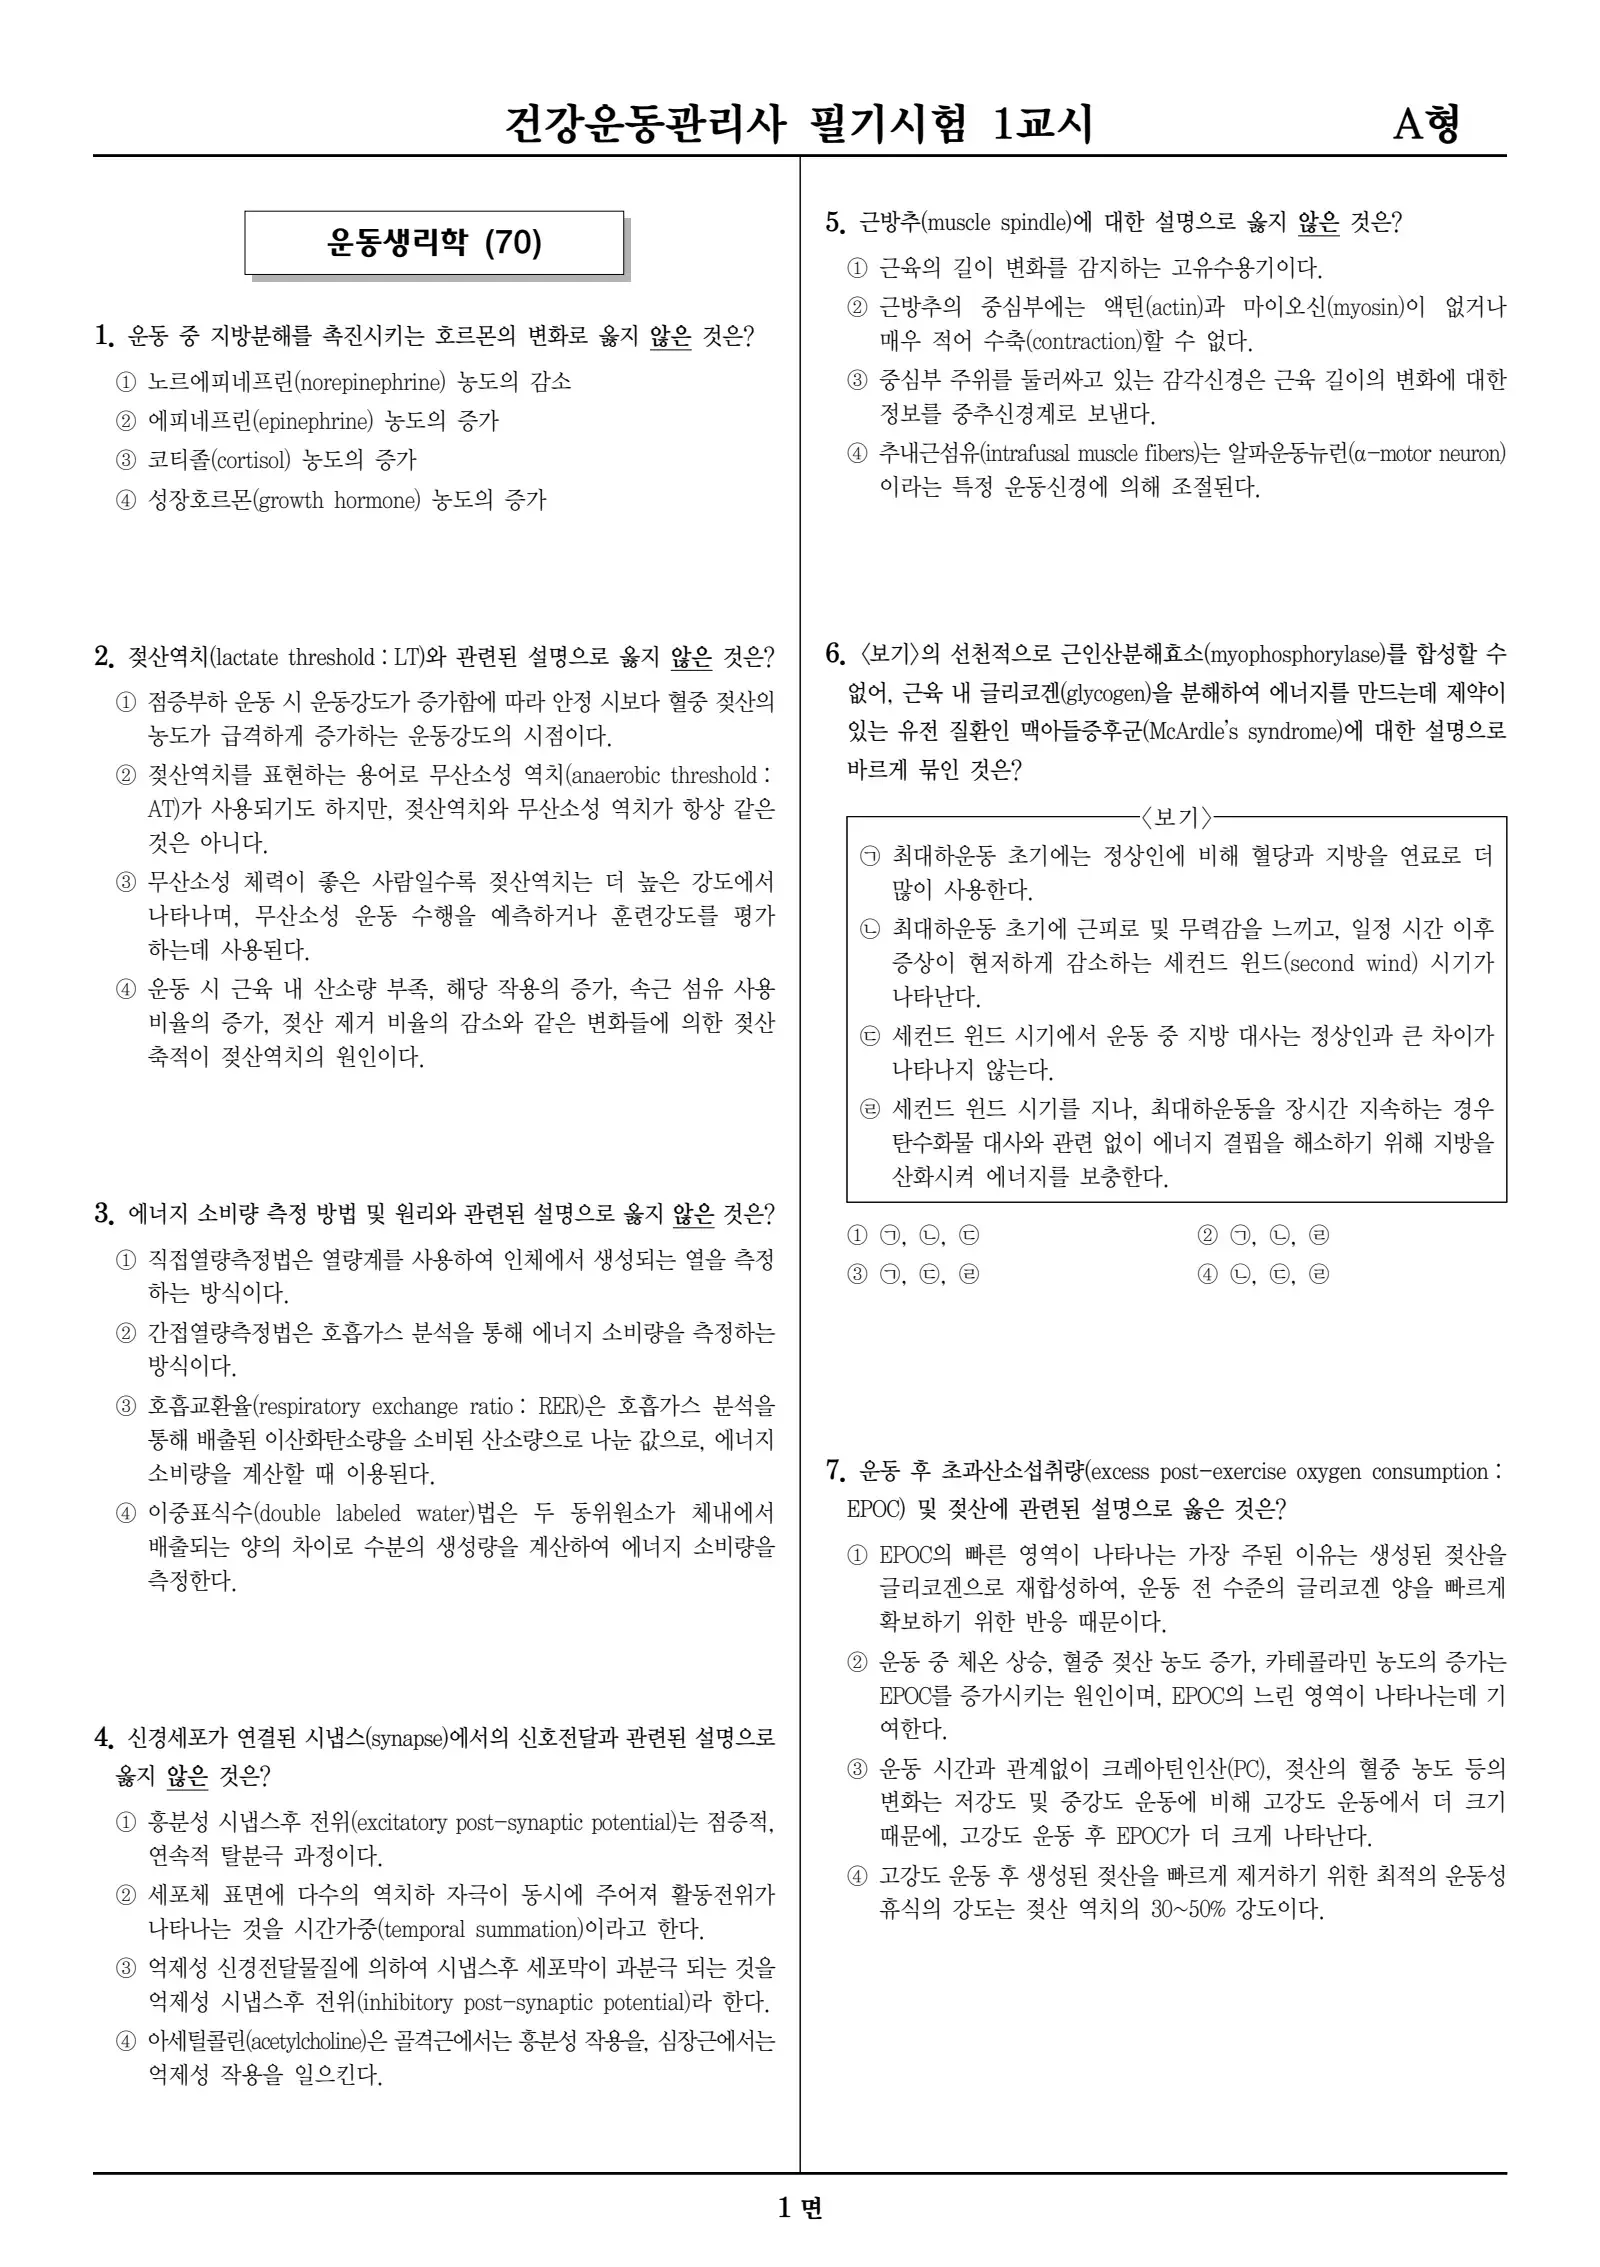 건강운동관리사 필기시험 1교시
A형
운동생리학 (70)
1. 운동 중 지방분해를 촉진시키는 호르몬의 변화로 옳지 않은 것은?
① 노르에피네프린(norepinephrine) 농도의 감소
② 에피네프린(epinephrine) 농도의 증가
③ 코티졸(cortisol) 농도의 증가
④ 성장호르몬(growth hormone) 농도의 증가
2. 젖산역치(lactate threshold : LT)와 관련된 설명으로 옳지 않은 것은?
① 점증부하 운동 시 운동강도가 증가함에 따라 안정 시보다 혈중 젖산의
농도가 급격하게 증가하는 운동강도의 시점이다.
② 젖산역치를 표현하는 용어로 무산소성 역치(anaerobic threshold :
AT)가 사용되기도 하지만, 젖산역치와 무산소성 역치가 항상 같은
것은 아니다.
③ 무산소성 체력이 좋은 사람일수록 젖산역치는 더 높은 강도에서
나타나며, 무산소성 운동 수행을 예측하거나 훈련강도를 평가
하는데 사용된다.
④ 운동 시 근육 내 산소량 부족, 해당 작용의 증가, 속근 섬유 사용
비율의 증가, 젖산 제거 비율의 감소와 같은 변화들에 의한 젖산
축적이 젖산역치의 원인이다.
3. 에너지 소비량 측정 방법 및 원리와 관련된 설명으로 옳지 않은 것은?
① 직접열량측정법은 열량계를 사용하여 인체에서 생성되는 열을 측정
하는 방식이다.
② 간접열량측정법은 호흡가스 분석을 통해 에너지 소비량을 측정하는
방식이다.
③ 호흡교환율(respiratory exchange ratio : RER)은 호흡가스 분석을
통해 배출된 이산화탄소량을 소비된 산소량으로 나눈 값으로, 에너지
소비량을 계산할 때 이용된다.
④ 이중표식수(double labeled water)법은 두 동위원소가 체내에서
배출되는 양의 차이로 수분의 생성량을 계산하여 에너지 소비량을
측정한다.
4. 신경세포가 연결된 시냅스(synapse)에서의 신호전달과 관련된 설명으로
옳지 않은 것은?
① 흥분성 시냅스후 전위(excitatory post-synaptic potential)는 점증적,
연속적 탈분극 과정이다.
② 세포체 표면에 다수의 역치하 자극이 동시에 주어져 활동전위가
나타나는 것을 시간가중(temporal summation)이라고 한다.
③ 억제성 신경전달물질에 의하여 시냅스후 세포막이 과분극 되는 것을
억제성 시냅스후 전위(inhibitory post-synaptic potential)라 한다.
④ 아세틸콜린(acetylcholine)은 골격근에서는 흥분성 작용을, 심장근에서는
억제성 작용을 일으킨다.
5. 근방추(muscle spindle)에 대한 설명으로 옳지 않은 것은?
① 근육의 길이 변화를 감지하는 고유수용기이다.
② 근방추의 중심부에는 액틴(actin)과 마이오신(myosin)이 없거나
매우 적어 수축(contraction)할 수 없다.
③ 중심부 주위를 둘러싸고 있는 감각신경은 근육 길이의 변화에 대한
정보를 중추신경계로 보낸다.
④ 추내근섬유(intrafusal muscle fibers)는 알파운동뉴런(α-motor neuron)
이라는 특정 운동신경에 의해 조절된다.
6. 〈보기〉의 선천적으로 근인산분해효소(myophosphorylase)를 합성할 수
없어, 근육 내 글리코겐(glycogen)을 분해하여 에너지를 만드는데 제약이
있는 유전 질환인 맥아들증후군(McArdle's syndrome)에 대한 설명으로
바르게 묶인 것은?
〈보기〉
㉠ 최대하운동 초기에는 정상인에 비해 혈당과 지방을 연료로 더
많이 사용한다.
㉡ 최대하운동 초기에 근피로 및 무력감을 느끼고, 일정 시간 이후
증상이 현저하게 감소하는 세컨드 윈드(second wind) 시기가
나타난다.
㉢ 세컨드 윈드 시기에서 운동 중 지방 대사는 정상인과 큰 차이가
나타나지 않는다.
㉣ 세컨드 윈드 시기를 지나, 최대하운동을 장시간 지속하는 경우
탄수화물 대사와 관련 없이 에너지 결핍을 해소하기 위해 지방을
산화시켜 에너지를 보충한다.
① ㉠, ㉡, ㉢ ② ㉠, ㉡, ㉣
③ ㉠, ㉢, ㉣ ④ ㉡, ㉢, ㉣
7. 운동 후 초과산소섭취량(excess post-exercise oxygen consumption :
EPOC) 및 젖산에 관련된 설명으로 옳은 것은?
① EPOC의 빠른 영역이 나타나는 가장 주된 이유는 생성된 젖산을
글리코겐으로 재합성하여, 운동 전 수준의 글리코겐 양을 빠르게
확보하기 위한 반응 때문이다.
② 운동 중 체온 상승, 혈중 젖산 농도 증가, 카테콜라민 농도의 증가는
EPOC를 증가시키는 원인이며, EPOC의 느린 영역이 나타나는데 기
여한다.
③ 운동 시간과 관계없이 크레아틴인산(PC), 젖산의 혈중 농도 등의
변화는 저강도 및 중강도 운동에 비해 고강도 운동에서 더 크기
때문에, 고강도 운동 후 EPOC가 더 크게 나타난다.
④ 고강도 운동 후 생성된 젖산을 빠르게 제거하기 위한 최적의 운동성
휴식의 강도는 젖산 역치의 30~50% 강도이다.
1 면